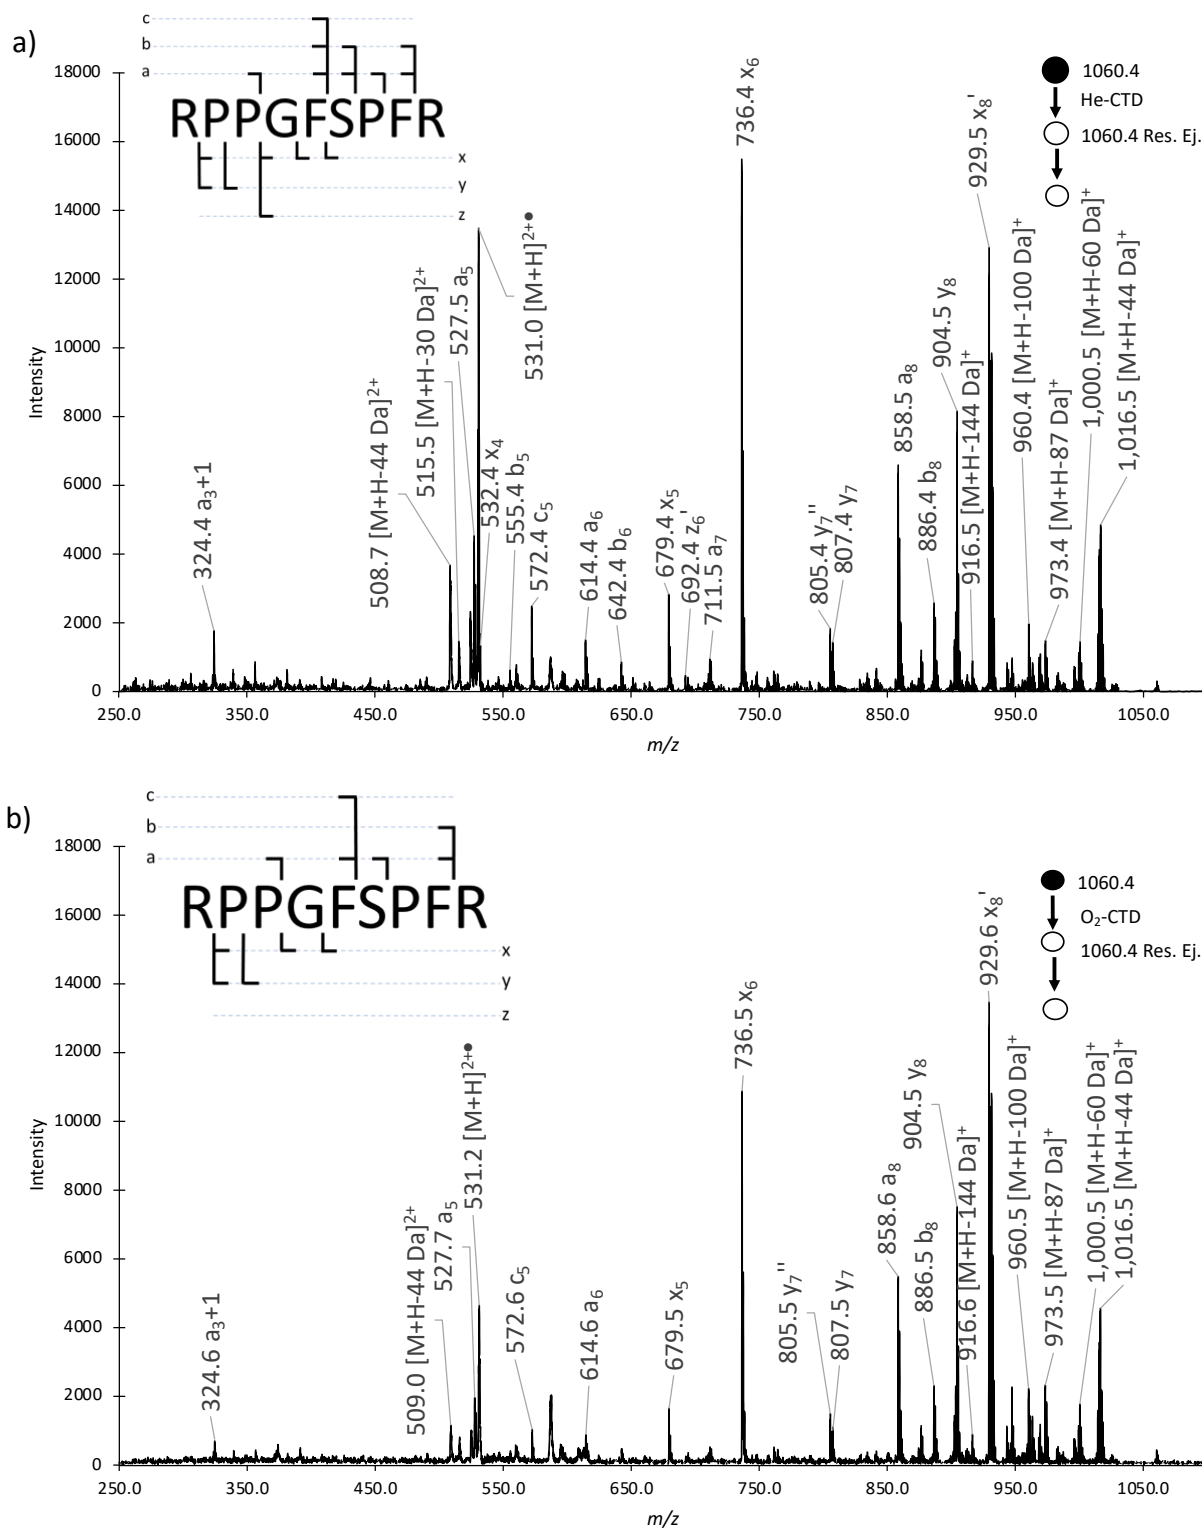 a)
c
b
a
RPPGFSPFR
x
y
z
1060.4
He-CTD
1060.4 Res. Ej.
Intensity
18000
16000
14000
12000
10000
8000
6000
4000
2000
0
324.4 a₃+1
508.7 [M+H-44 Da]²⁺
515.5 [M+H-30 Da]²⁺
527.5 a₅
531.0 [M+H]²⁺•
532.4 x₄
555.4 b₅
572.4 c₅
614.4 a₆
642.4 b₆
679.4 x₅
692.4 z₆'
711.5 a₇
736.4 x₆
805.4 y₇''
807.4 y₇
858.5 a₈
886.4 b₈
904.5 y₈
916.5 [M+H-144 Da]⁺
929.5 x₈'
960.4 [M+H-100 Da]⁺
973.4 [M+H-87 Da]⁺
1,000.5 [M+H-60 Da]⁺
1,016.5 [M+H-44 Da]⁺
250.0 350.0 450.0 550.0 650.0 750.0 850.0 950.0 1050.0
m/z
b)
c
b
a
RPPGFSPFR
x
y
z
1060.4
O₂-CTD
1060.4 Res. Ej.
Intensity
18000
16000
14000
12000
10000
8000
6000
4000
2000
0
324.6 a₃+1
509.0 [M+H-44 Da]²⁺
527.7 a₅
531.2 [M+H]²⁺•
572.6 c₅
614.6 a₆
679.5 x₅
736.5 x₆
805.5 y₇''
807.5 y₇
858.6 a₈
886.5 b₈
904.5 y₈
916.6 [M+H-144 Da]⁺
929.6 x₈'
960.5 [M+H-100 Da]⁺
973.5 [M+H-87 Da]⁺
1,000.5 [M+H-60 Da]⁺
1,016.5 [M+H-44 Da]⁺
250.0 350.0 450.0 550.0 650.0 750.0 850.0 950.0 1050.0
m/z